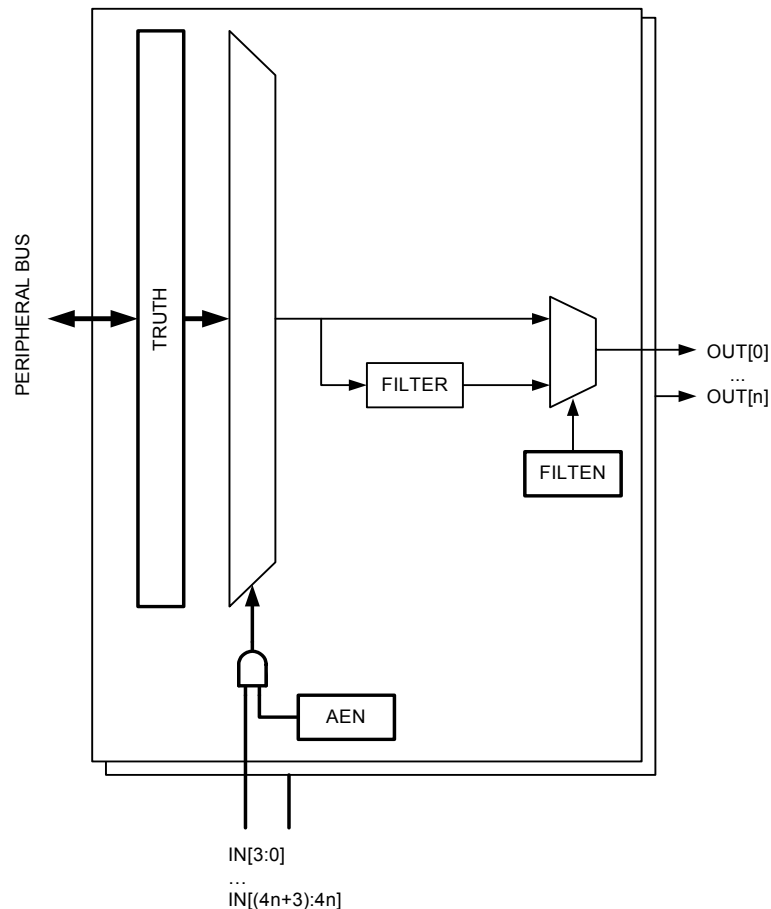 PERIPHERAL BUS
TRUTH
FILTER
FILTEN
OUT[0]
...
OUT[n]
AEN
IN[3:0]
...
IN[(4n+3):4n]